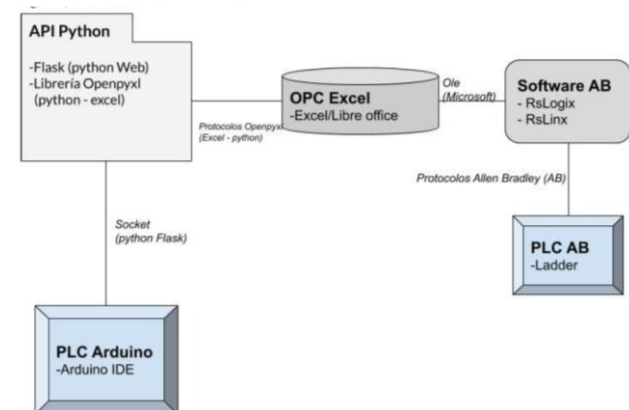 API Python
-Flask (python Web)
-Librería Openpyxl
(python - excel)
OPC Excel
-Excel/Libre office
Ole
(Microsoft)
Software AB
- RsLogix
- RsLinx
Protocolos Openpyxl
(Excel - python)
Protocolos Allen Bradley (AB)
Socket
(python Flask)
PLC AB
-Ladder
PLC Arduino
-Arduino IDE